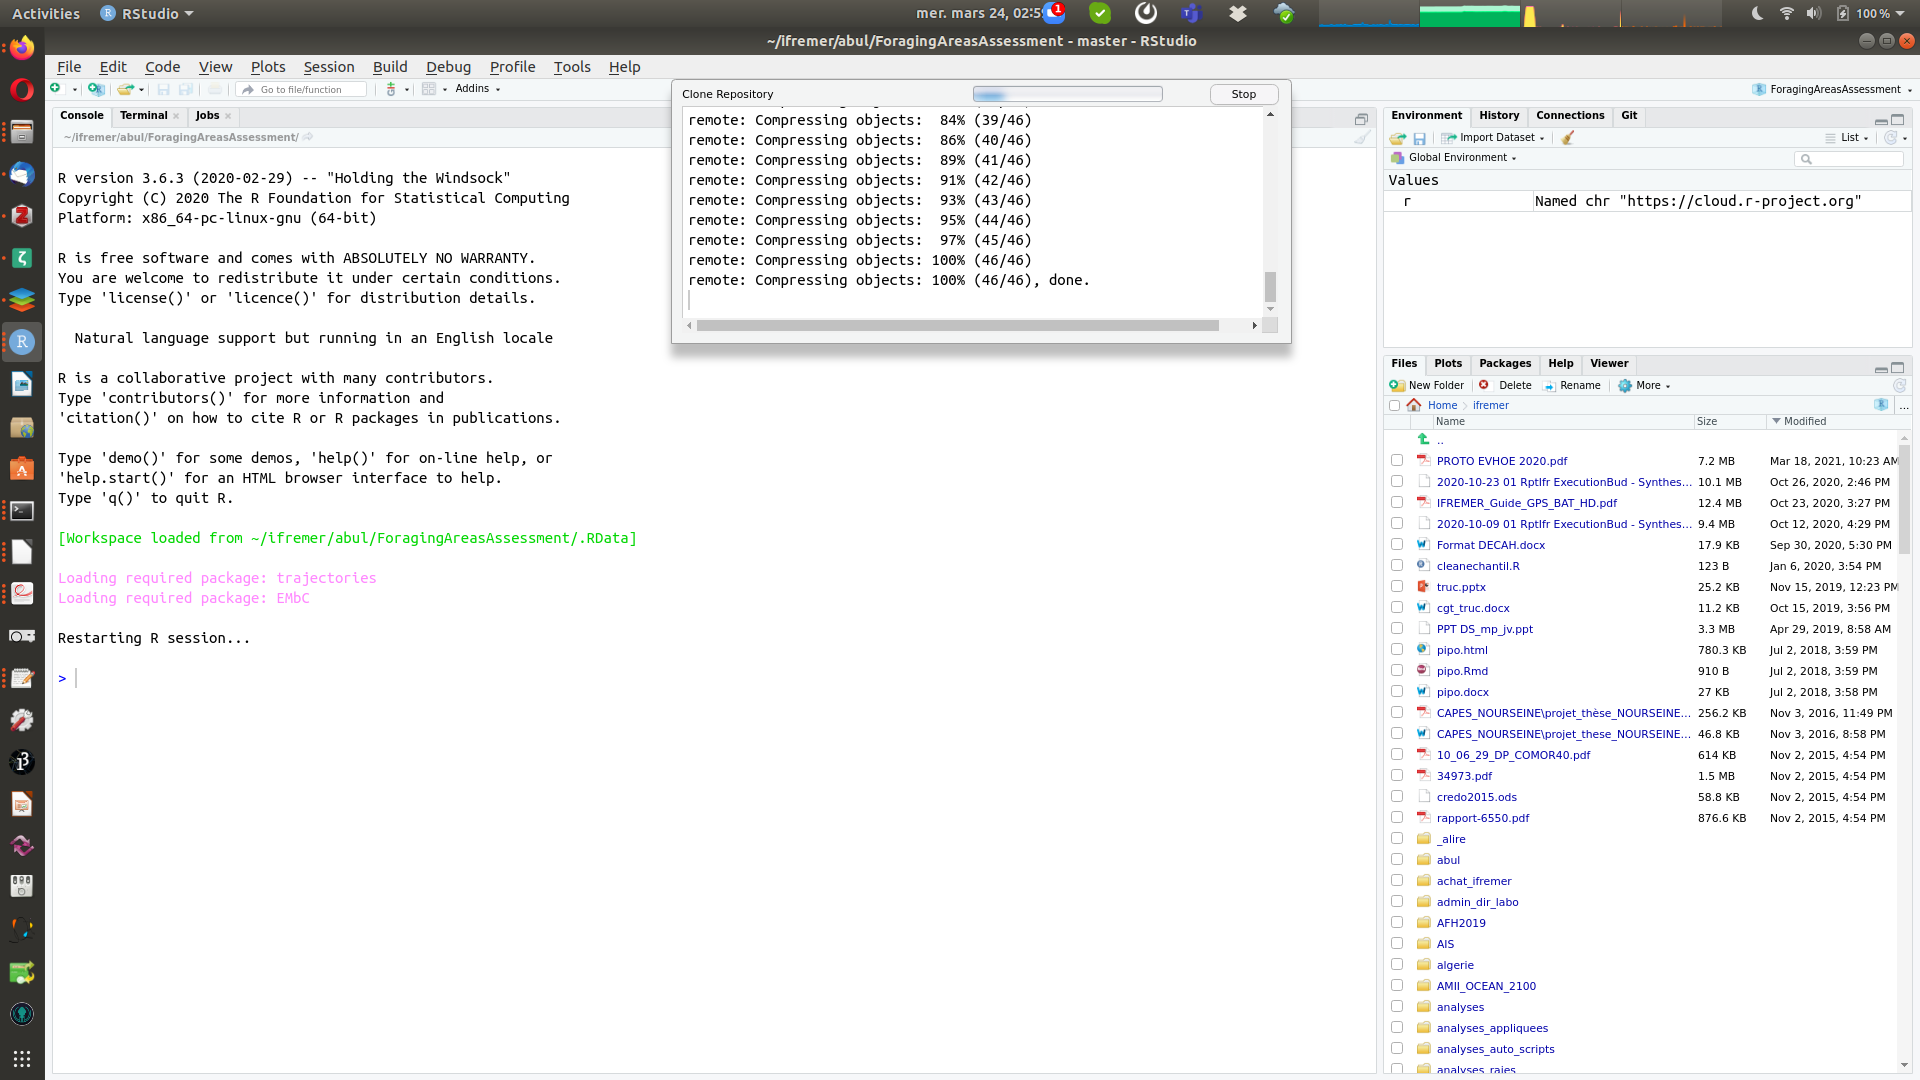 Activities
RStudio
mer. mars 24, 02:5
1
100 %
~/ifremer/abul/ForagingAreasAssessment - master - RStudio
File Edit Code View Plots Session Build Debug Profile Tools Help
Go to file/function
Addins
ForagingAreasAssessment
Console Terminal Jobs
~/ifremer/abul/ForagingAreasAssessment/
R version 3.6.3 (2020-02-29) -- "Holding the Windsock"
Copyright (C) 2020 The R Foundation for Statistical Computing
Platform: x86_64-pc-linux-gnu (64-bit)
R is free software and comes with ABSOLUTELY NO WARRANTY.
You are welcome to redistribute it under certain conditions.
Type 'license()' or 'licence()' for distribution details.
Natural language support but running in an English locale
R is a collaborative project with many contributors.
Type 'contributors()' for more information and
'citation()' on how to cite R or R packages in publications.
Type 'demo()' for some demos, 'help()' for on-line help, or
'help.start()' for an HTML browser interface to help.
Type 'q()' to quit R.
[Workspace loaded from ~/ifremer/abul/ForagingAreasAssessment/.RData]
Loading required package: trajectories
Loading required package: EMbC
Restarting R session...
>
Clone Repository
Stop
remote: Compressing objects:  84% (39/46)
remote: Compressing objects:  86% (40/46)
remote: Compressing objects:  89% (41/46)
remote: Compressing objects:  91% (42/46)
remote: Compressing objects:  93% (43/46)
remote: Compressing objects:  95% (44/46)
remote: Compressing objects:  97% (45/46)
remote: Compressing objects: 100% (46/46)
remote: Compressing objects: 100% (46/46), done.
Environment History Connections Git
Import Dataset
List
Global Environment
Values
r Named chr "https://cloud.r-project.org"
Files Plots Packages Help Viewer
New Folder Delete Rename More
Home ifremer ...
Name Size Modified
..
PROTO EVHOE 2020.pdf 7.2 MB Mar 18, 2021, 10:23 AM
2020-10-23 01 RptIfr ExecutionBud - Synthes... 10.1 MB Oct 26, 2020, 2:46 PM
IFREMER_Guide_GPS_BAT_HD.pdf 12.4 MB Oct 23, 2020, 3:27 PM
2020-10-09 01 RptIfr ExecutionBud - Synthes... 9.4 MB Oct 12, 2020, 4:29 PM
Format DECAH.docx 17.9 KB Sep 30, 2020, 5:30 PM
cleanechantil.R 123 B Jan 6, 2020, 3:54 PM
truc.pptx 25.2 KB Nov 15, 2019, 12:23 PM
cgt_truc.docx 11.2 KB Oct 15, 2019, 3:56 PM
PPT DS_mp_jv.ppt 3.3 MB Apr 29, 2019, 8:58 AM
pipo.html 780.3 KB Jul 2, 2018, 3:59 PM
pipo.Rmd 910 B Jul 2, 2018, 3:59 PM
pipo.docx 27 KB Jul 2, 2018, 3:58 PM
CAPES_NOURSEINE\projet_thèse_NOURSEINE... 256.2 KB Nov 3, 2016, 11:49 PM
CAPES_NOURSEINE\projet_these_NOURSEINE... 46.8 KB Nov 3, 2016, 8:58 PM
10_06_29_DP_COMOR40.pdf 614 KB Nov 2, 2015, 4:54 PM
34973.pdf 1.5 MB Nov 2, 2015, 4:54 PM
credo2015.ods 58.8 KB Nov 2, 2015, 4:54 PM
rapport-6550.pdf 876.6 KB Nov 2, 2015, 4:54 PM
_alire
abul
achat_ifremer
admin_dir_labo
AFH2019
AIS
algerie
AMII_OCEAN_2100
analyses
analyses_appliquees
analyses_auto_scripts
analyses_raies